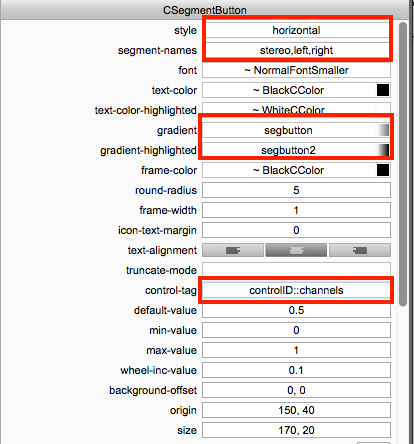 CSegmentButton
style horizontal
segment-names stereo,left,right
font ~ NormalFontSmaller
text-color ~ BlackCColor
text-color-highlighted ~ WhiteCColor
gradient segbutton
gradient-highlighted segbutton2
frame-color ~ BlackCColor
round-radius 5
frame-width 1
icon-text-margin 0
text-alignment
truncate-mode
control-tag controlID::channels
default-value 0.5
min-value 0
max-value 1
wheel-inc-value 0.1
background-offset 0, 0
origin 150, 40
size 170, 20